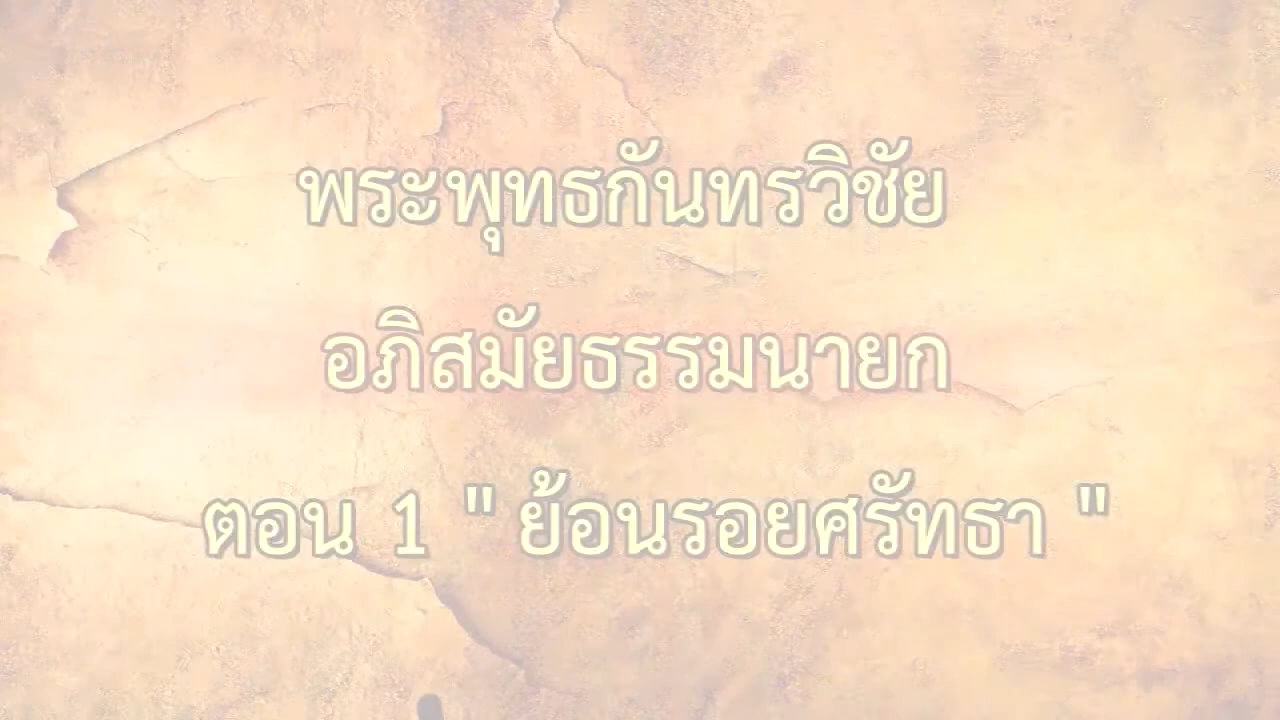 พระพุทธกันทรวิชัย
อภิสมัยธรรมนายก
ตอน 1 " ย้อนรอยศรัทธา "